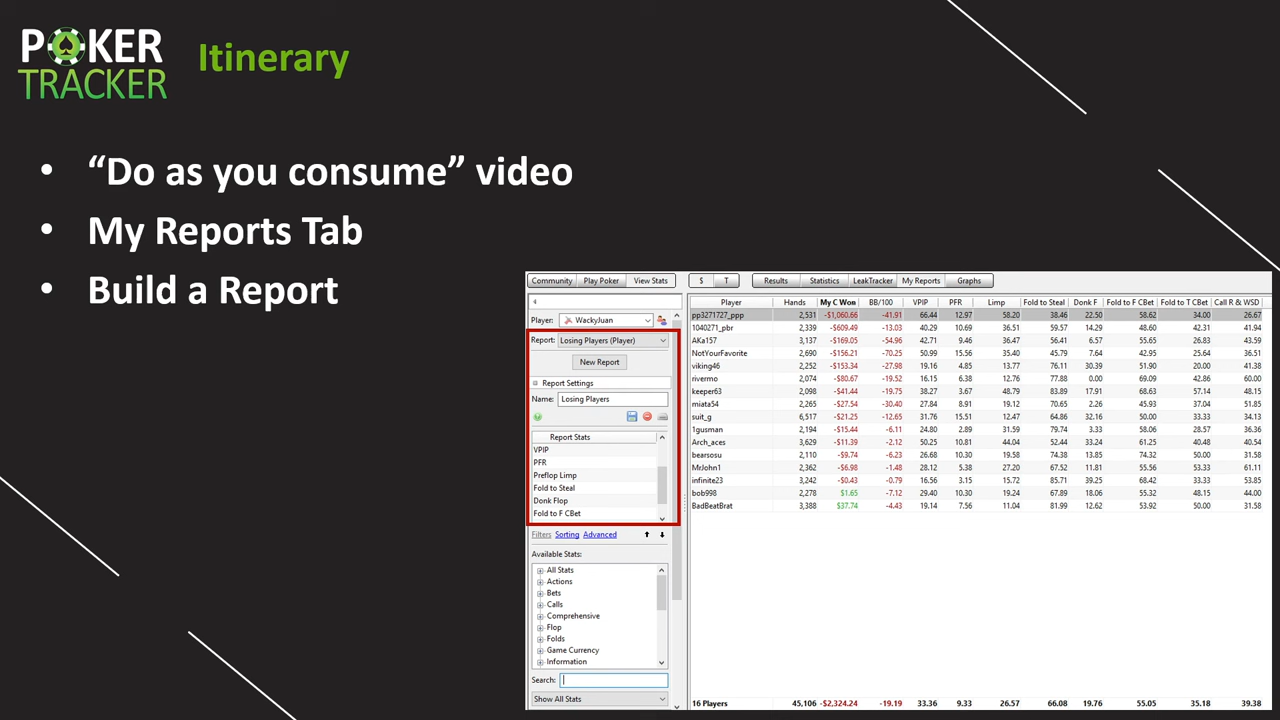 POKER
TRACKER
Itinerary
• “Do as you consume” video
• My Reports Tab
• Build a Report
Community Play Poker View Stats $ T Results Statistics LeakTracker My Reports Graphs
Player: WackyJuan
Report: Losing Players (Player)
New Report
Report Settings
Name: Losing Players
Report Stats
VPIP
PFR
Preflop Limp
Fold to Steal
Donk Flop
Fold to F CBet
Filters Sorting Advanced
Available Stats:
All Stats
Actions
Bets
Calls
Comprehensive
Flop
Folds
Game Currency
Information
Search:
Show All Stats
Player Hands My C Won BB/100 VPIP PFR Limp Fold to Steal Donk F Fold to F CBet Fold to T CBet Call R & WSD
pp3271727_ppp 2,531 -$1,060.66 -41.91 66.44 12.97 58.20 38.46 22.50 58.62 34.00 26.67
1040271_pbr 2,339 -$609.49 -13.03 40.29 10.69 36.51 59.57 14.29 48.60 42.31 41.94
AKa157 3,137 -$169.05 -54.96 42.71 9.46 36.47 56.41 6.57 55.65 26.83 43.59
NotYourFavorite 2,690 -$156.21 -70.25 50.99 15.56 35.40 45.79 7.64 42.95 25.64 36.51
viking46 2,252 -$153.34 -27.98 19.16 4.85 13.77 76.11 30.39 51.90 20.00 41.38
rivermo 2,074 -$80.67 -19.52 16.15 6.38 12.76 77.88 0.00 69.09 42.86 60.00
keeper63 2,098 -$41.44 -19.75 38.27 3.67 48.79 83.89 17.91 68.63 57.14 48.15
miata54 2,265 -$27.54 -30.40 27.84 8.91 19.12 70.65 2.26 45.93 37.04 51.85
suit_g 6,517 -$21.25 -12.65 31.76 15.51 12.47 64.86 32.16 50.00 33.33 34.13
1gusman 2,194 -$15.44 -6.11 24.80 2.89 31.59 79.74 3.33 58.06 28.57 36.36
Arch_aces 3,629 -$11.39 -2.12 50.25 10.81 44.04 52.44 33.24 61.25 40.48 40.54
bearsosu 2,110 -$9.74 -6.23 26.68 10.30 19.58 74.38 13.85 74.32 50.00 31.58
MrJohn1 2,362 -$6.98 -1.48 28.12 5.38 27.20 67.52 11.81 55.56 53.33 61.11
infinite23 3,242 -$0.43 -0.79 16.56 3.15 15.72 85.71 39.25 68.42 33.33 53.85
bob998 2,278 $1.65 -7.12 29.40 10.30 19.24 67.89 18.06 55.32 48.15 44.00
BadBeatBrat 3,388 $37.74 -4.43 19.14 7.56 11.04 81.99 12.62 53.92 50.00 31.58
16 Players 45,106 -$2,324.24 -19.19 33.36 9.33 26.57 66.08 19.76 55.05 35.18 39.38